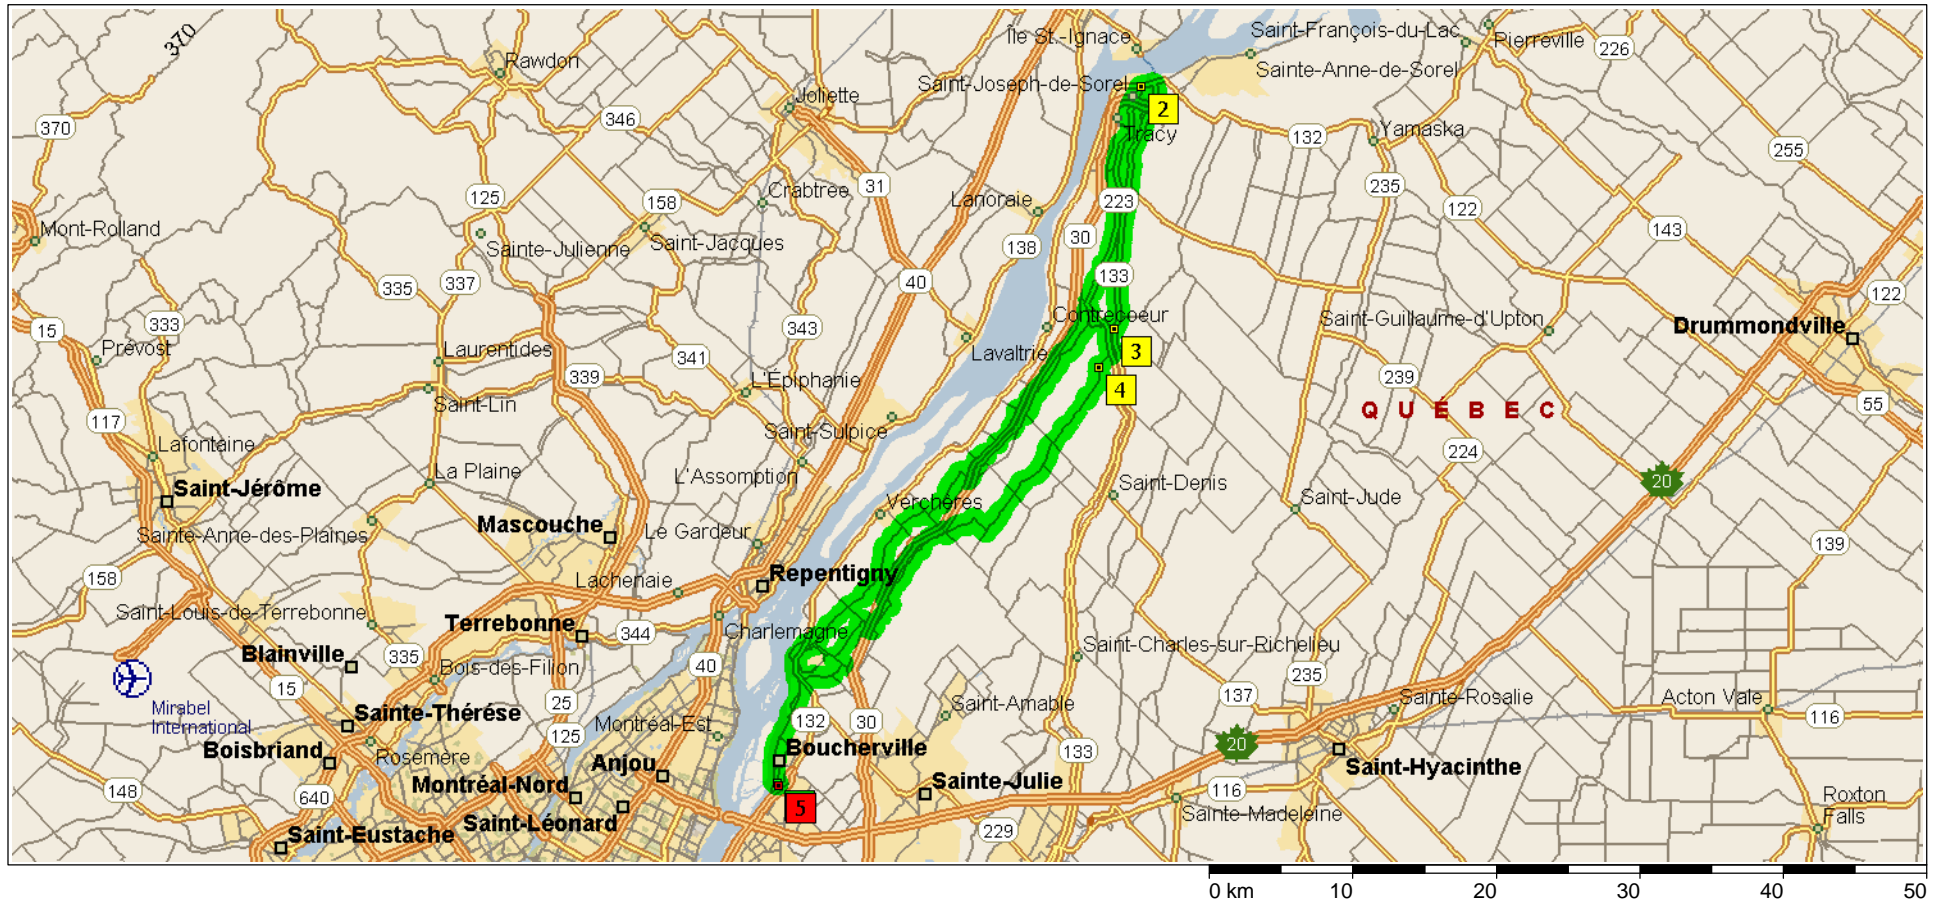 370
Rawdon
Île St.-Ignace
Saint-François-du-Lac
Pierreville
226
Sainte-Anne-de-Sorel
Saint-Joseph-de-Sorel
Joliette
2
370
346
Tracy
132
Yamaska
255
125
31
Crabtree
158
235
122
Lanoraie
223
Mont-Rolland
Sainte-Julienne
Saint-Jacques
138
30
143
335
337
40
133
122
15
333
343
Contrecoeur
Saint-Guillaume-d'Upton
Drummondville
Prévost
Laurentides
341
Lavaltrie
3
339
L'Épiphanie
4
239
55
117
Saint-Lin
QUEBEC
Saint-Sulpice
Lafontaine
224
La Plaine
L'Assomption
Saint-Denis
20
Saint-Jérôme
Saint-Jude
Verchères
Mascouche
Le Gardeur
Sainte-Anne-des-Plaines
139
158
Lachenaie
Repentigny
Saint-Louis-de-Terrebonne
Terrebonne
344
Charlemagne
Saint-Charles-sur-Richelieu
Blainville
335
Bois-des-Filion
40
235
15
137
Sainte-Rosalie
Acton Vale
Mirabel
International
25
Saint-Amable
Sainte-Thérése
Montréal-Est
132
30
116
125
Boisbriand
Rosemère
Boucherville
133
20
Anjou
Saint-Hyacinthe
Montréal-Nord
Sainte-Julie
148
640
5
116
Roxton
Falls
Saint-Léonard
Sainte-Madeleine
Saint-Eustache
229
0 km
10
20
30
40
50